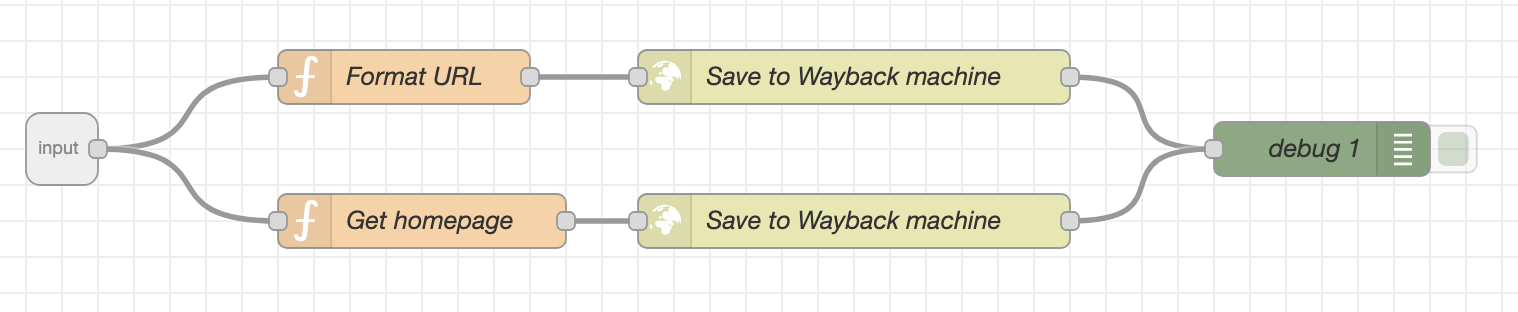 Format URL
Save to Wayback machine
input
debug 1
Get homepage
Save to Wayback machine